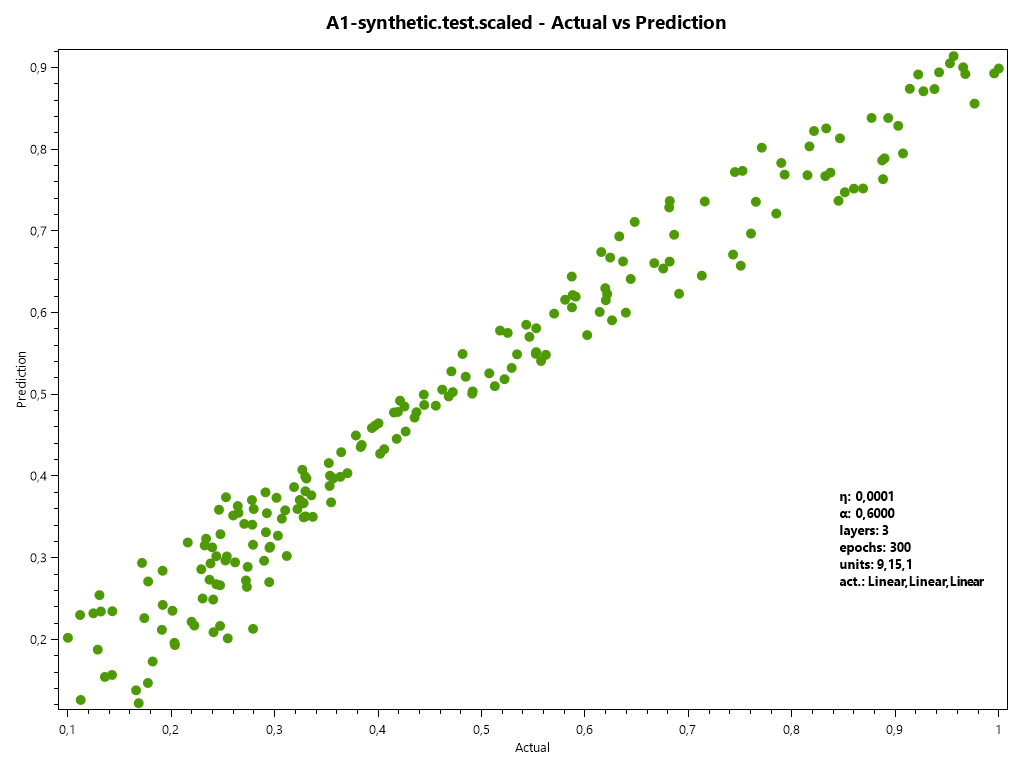 A1-synthetic.test.scaled - Actual vs Prediction
0,9
0,8
0,7
0,6
0,5
0,4
0,3
0,2
Prediction
η: 0,0001
α: 0,6000
layers: 3
epochs: 300
units: 9,15,1
act.: Linear,Linear,Linear
0,1 0,2 0,3 0,4 0,5 0,6 0,7 0,8 0,9 1
Actual